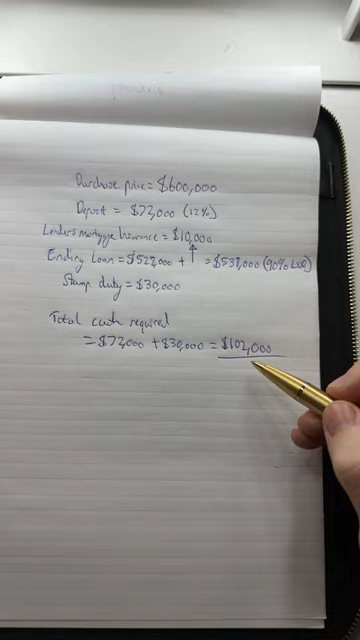 Purchase price = $600,000
Deposit = $72,000 (12%)
Lenders mortgage Insurance = $10,000
Ending Loan = $528,000 + ↑ = $538,000 (90% LVR)
Stamp duty = $30,000
Total cash required
= $72,000 + $30,000 = $102,000